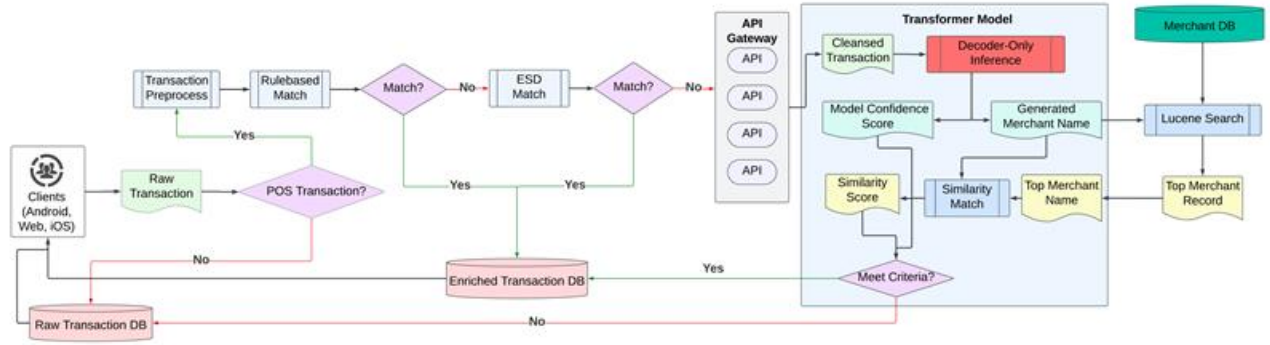 API
Gateway
API
API
API
API
Transformer Model
Cleansed
Transaction
Decoder-Only
Inference
Merchant DB
Transaction
Preprocess
Rulebased
Match
Match?
No
ESD
Match
Match?
No
Model Confidence
Score
Generated
Merchant Name
Lucene Search
Yes
Clients
(Android,
Web, iOS)
Raw
Transaction
POS Transaction?
Yes
Yes
Similarity
Score
Similarity
Match
Top Merchant
Name
Top Merchant
Record
No
Enriched Transaction DB
Yes
Meet Criteria?
Raw Transaction DB
No